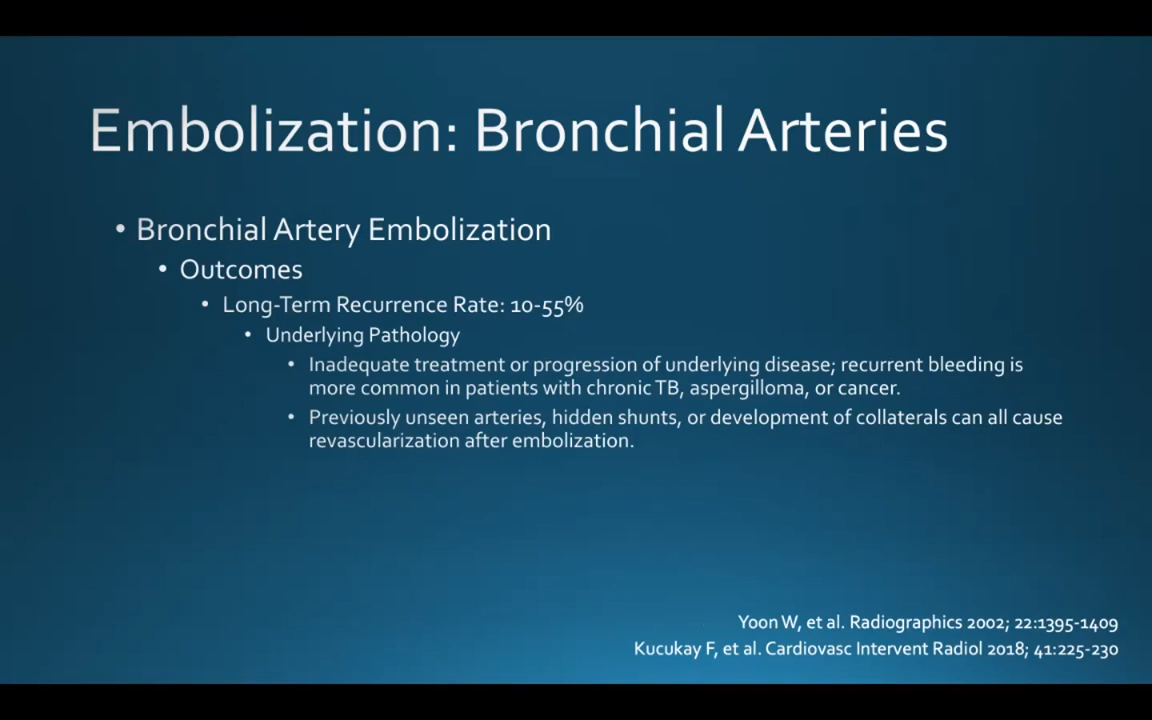 Embolization: Bronchial Arteries
• Bronchial Artery Embolization
• Outcomes
• Long-Term Recurrence Rate: 10-55%
• Underlying Pathology
• Inadequate treatment or progression of underlying disease; recurrent bleeding is
more common in patients with chronic TB, aspergilloma, or cancer.
• Previously unseen arteries, hidden shunts, or development of collaterals can all cause
revascularization after embolization.
Yoon W, et al. Radiographics 2002; 22:1395-1409
Kucukay F, et al. Cardiovasc Intervent Radiol 2018; 41:225-230